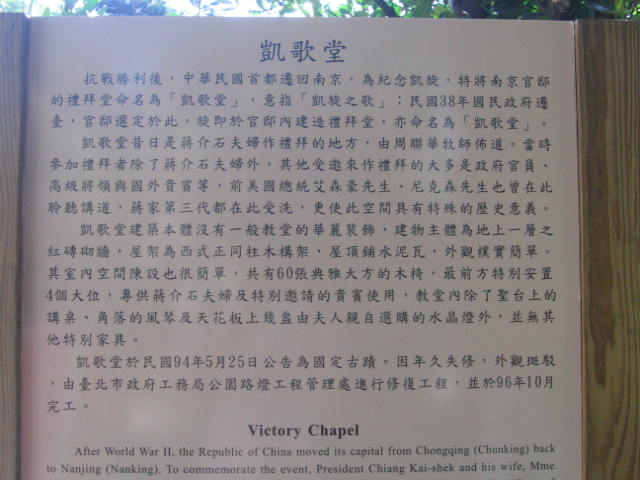 凱歌堂
抗戰勝利後，中華民國首都遷回南京，為紀念凱旋，特將南京官邸
的禮拜堂命名為「凱歌堂」，意指「凱旋之歌」；民國38年國民政府遷
臺，官邸選定於此。旋即於官邸內建造禮拜堂，亦命名為「凱歌堂」。
凱歌堂昔日是蔣介石夫婦作禮拜的地方，由周聯華牧師佈道。當時
參加禮拜者除了蔣介石夫婦外，其他受邀來作禮拜的大多是政府官員、
高級將領與國外貴賓等，前美國總統艾森豪先生、尼克森先生也曾在此
聆聽講道，蔣家第三代都在此受洗，更使此空間具有特殊的歷史意義。
凱歌堂建築本體沒有一般教堂的華麗裝飾，建物主體為地上一層之
紅磚砌牆，屋架為西式正同柱木構架，屋頂鋪水泥瓦，外觀樸實簡單。
其室內空間陳設也很簡單，共有60張典雅大方的木椅，最前方特別安置
4個大位，專供蔣介石夫婦及特別邀請的貴賓使用，教堂內除了聖台上的
講桌、角落的風琴及天花板上幾盞由夫人親自選購的水晶燈外，並無其
他特別家具。
凱歌堂於民國94年5月25日公告為國定古蹟。因年久失修，外觀斑駁
，由臺北市政府工務局公園路燈工程管理處進行修復工程，並於96年10月
完工。
Victory Chapel
After World War II, the Republic of China moved its capital from Chongqing (Chunking) back
to Nanjing (Nanking). To commemorate the event, President Chiang Kai-shek and his wife, Mme.